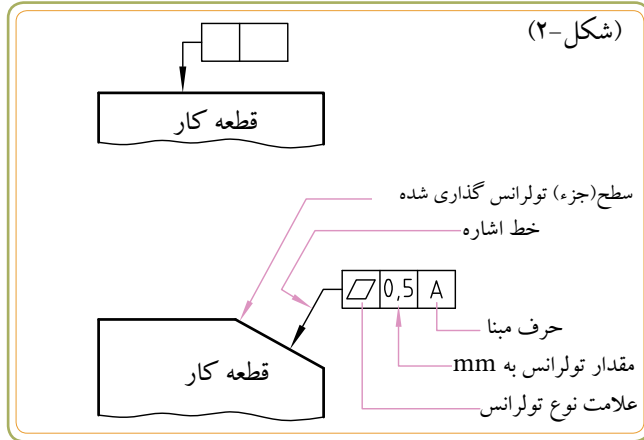 (شکل-۲)
قطعه کار
سطح(جزء) تولرانس گذاری شده
خط اشاره
0,5 A
حرف مبنا
قطعه کار
مقدار تولرانس به mm
علامت نوع تولرانس